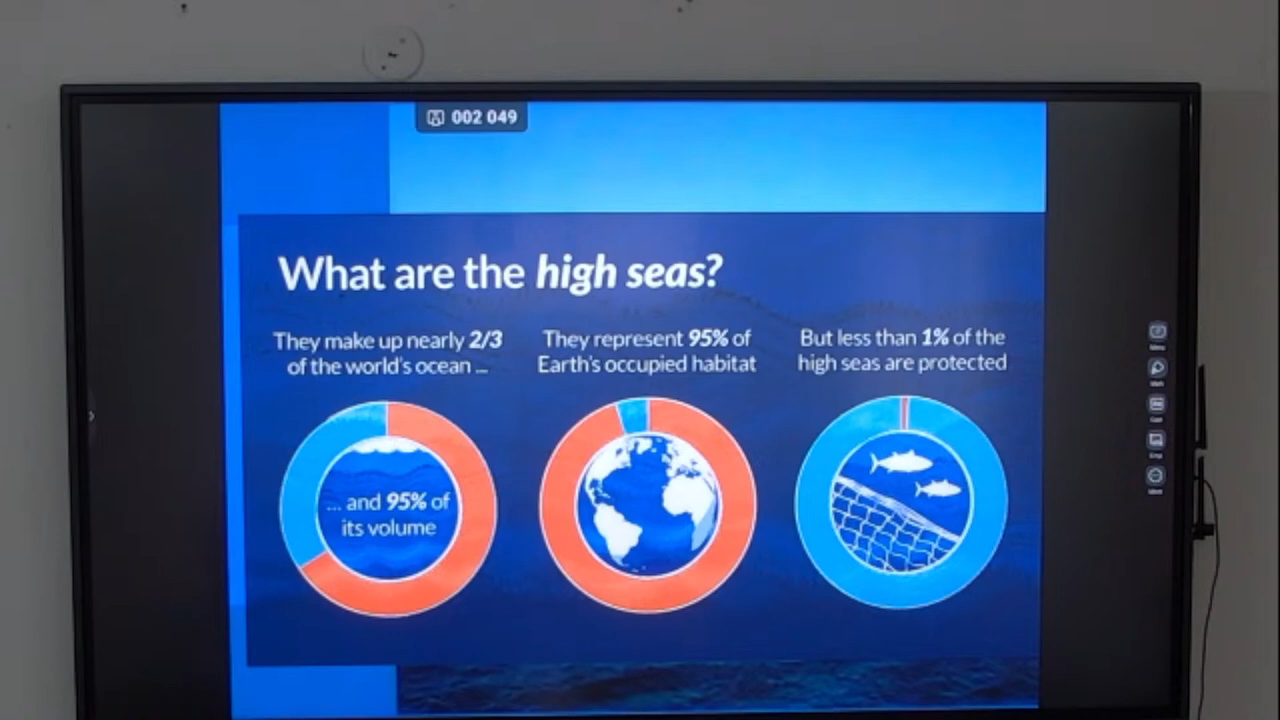 002 049
What are the high seas?
They make up nearly 2/3
of the world's ocean ...
... and 95% of
its volume
They represent 95% of
Earth's occupied habitat
But less than 1% of the
high seas are protected